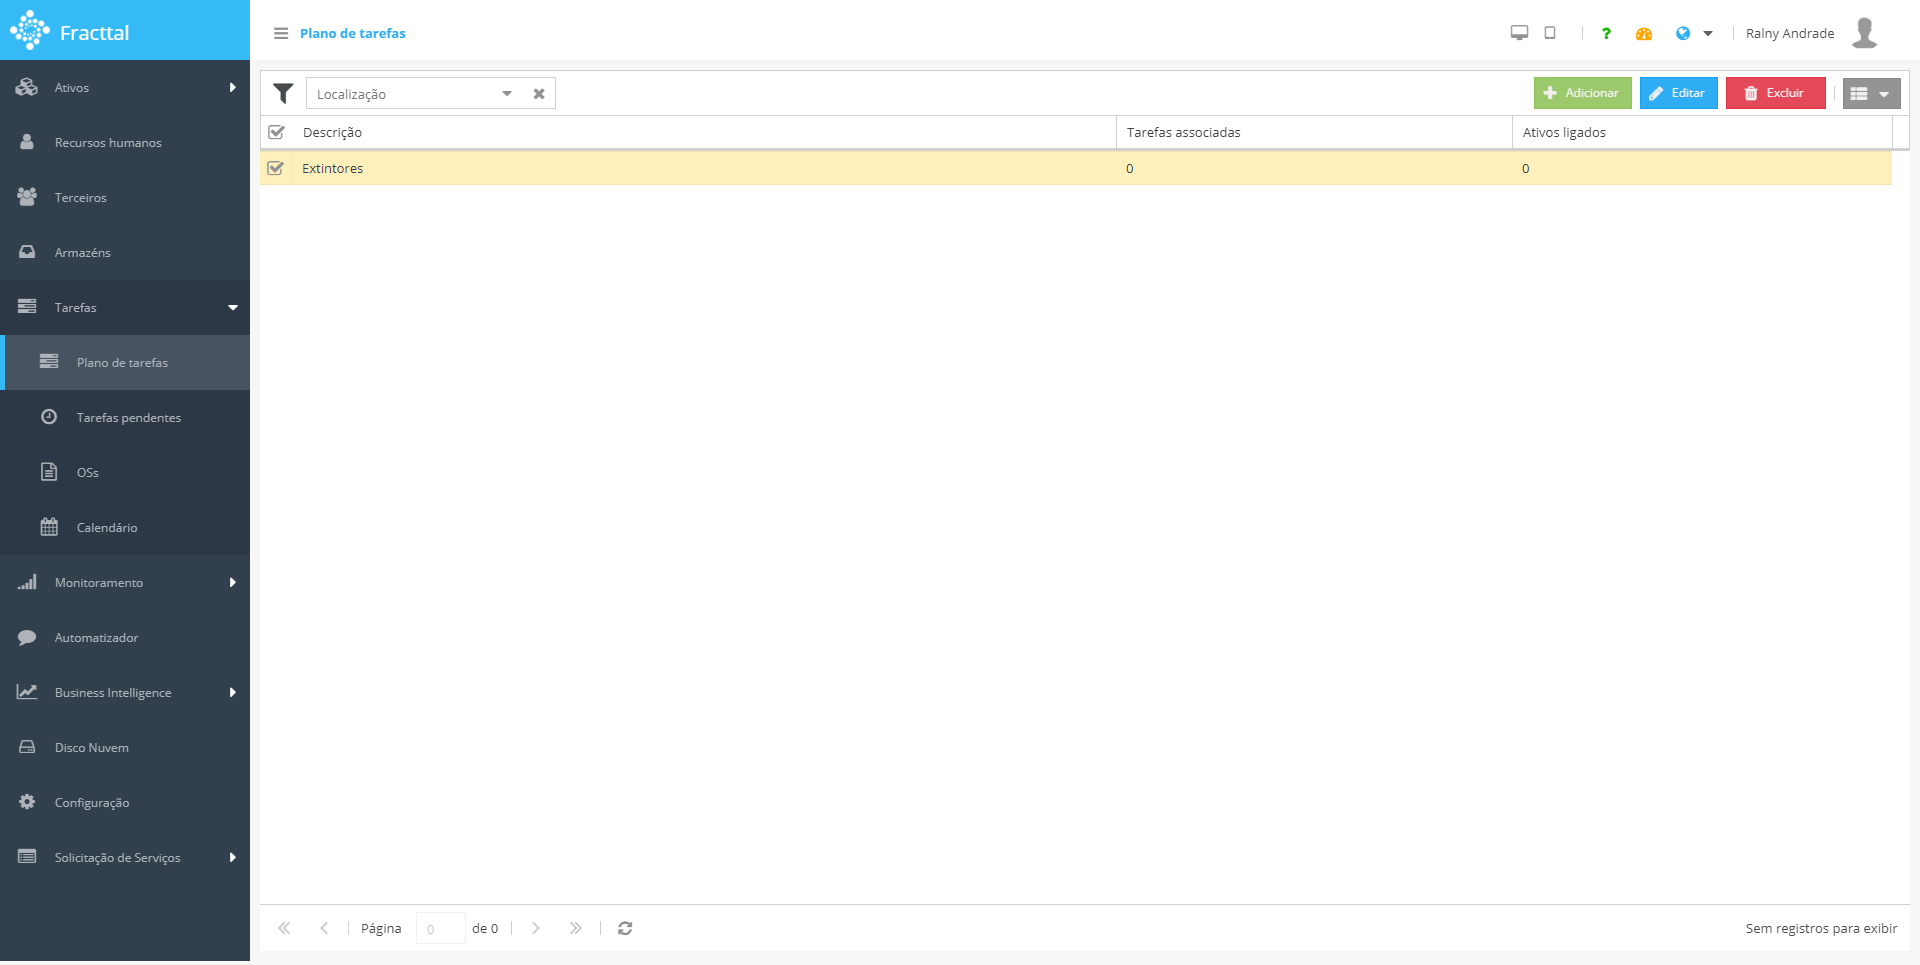 Fracttal
Plano de tarefas
?
Ralny Andrade
Ativos
Recursos humanos
Terceiros
Armazéns
Tarefas
Plano de tarefas
Tarefas pendentes
OSs
Calendário
Monitoramento
Automatizador
Business Intelligence
Disco Nuvem
Configuração
Solicitação de Serviços
Localização
Adicionar
Editar
Excluir
Descrição Tarefas associadas Ativos ligados
Extintores 0 0
Página 0 de 0
Sem registros para exibir